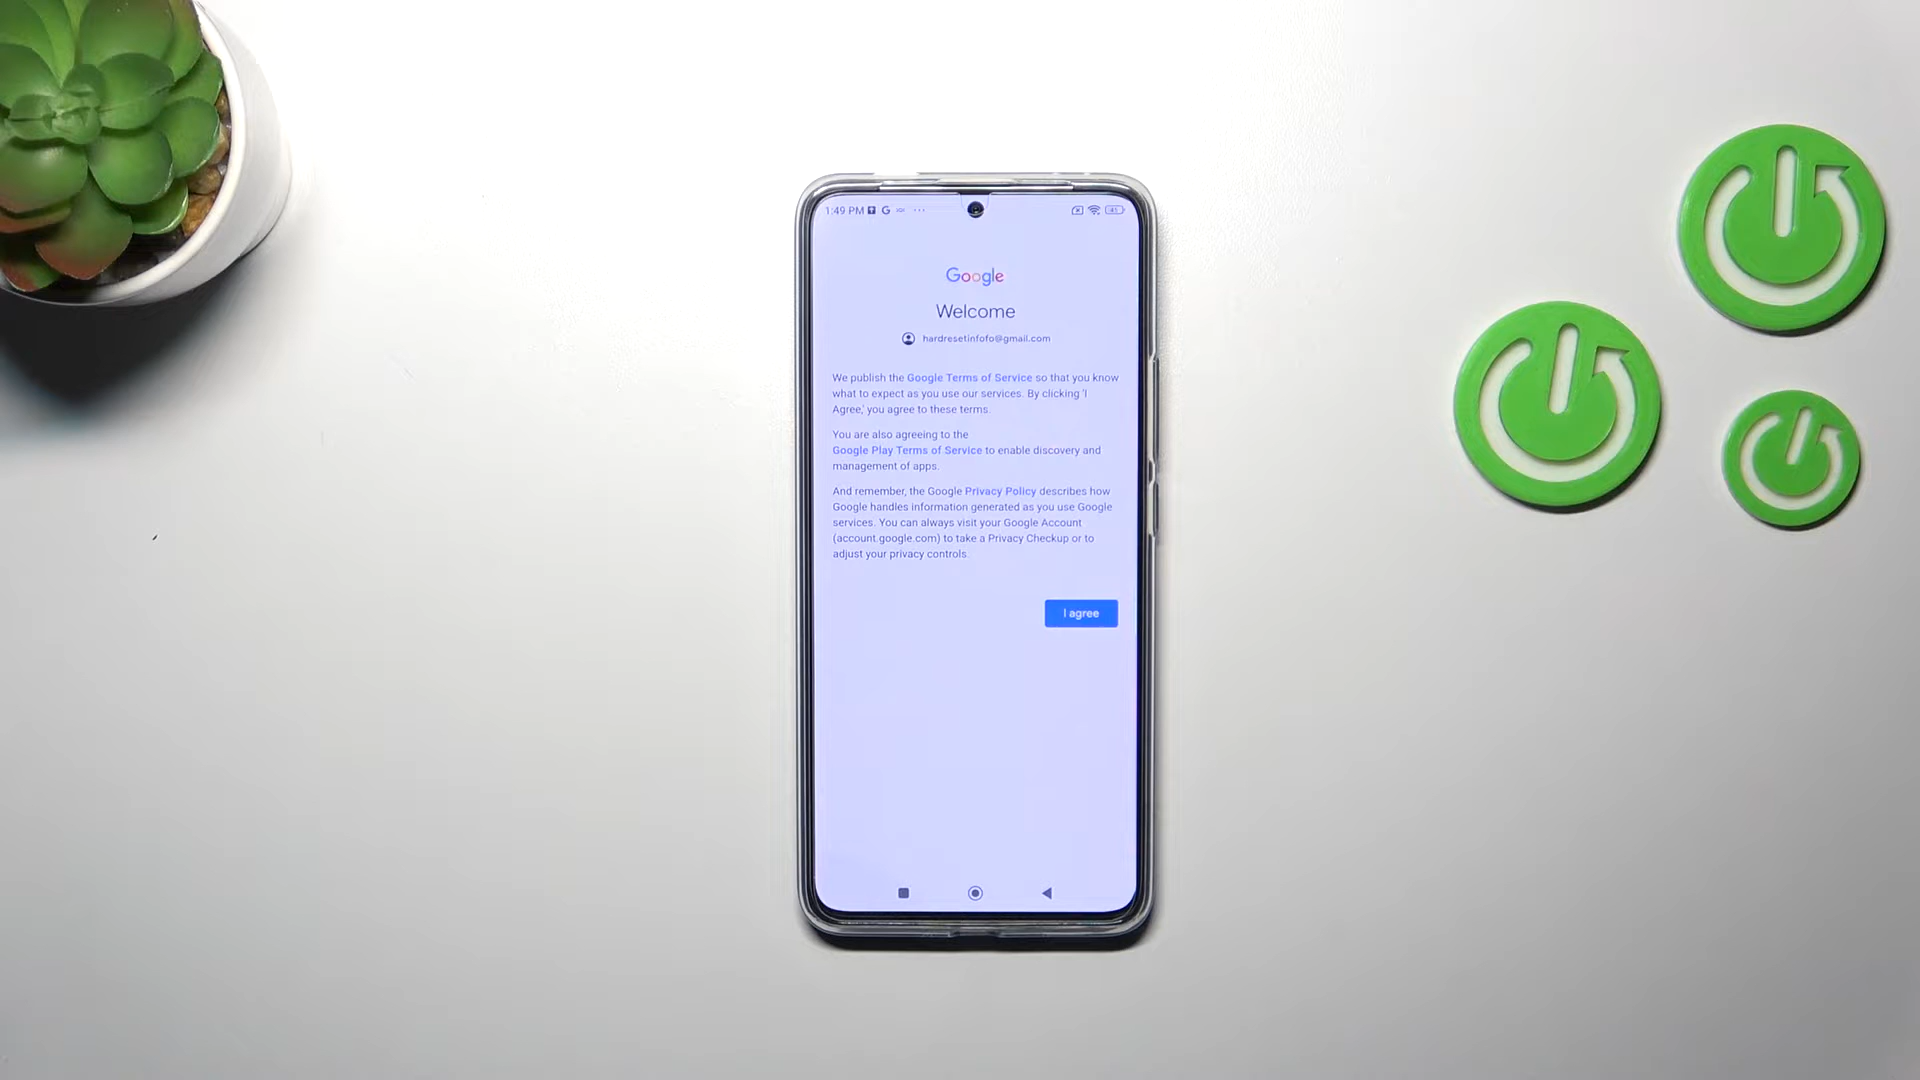 1:49 PM
Google
Welcome
hardresetinfofo@gmail.com
We publish the Google Terms of Service so that you know
what to expect as you use our services. By clicking 'I
Agree,' you agree to these terms.
You are also agreeing to the
Google Play Terms of Service to enable discovery and
management of apps.
And remember, the Google Privacy Policy describes how
Google handles information generated as you use Google
services. You can always visit your Google Account
(account.google.com) to take a Privacy Checkup or to
adjust your privacy controls.
I agree